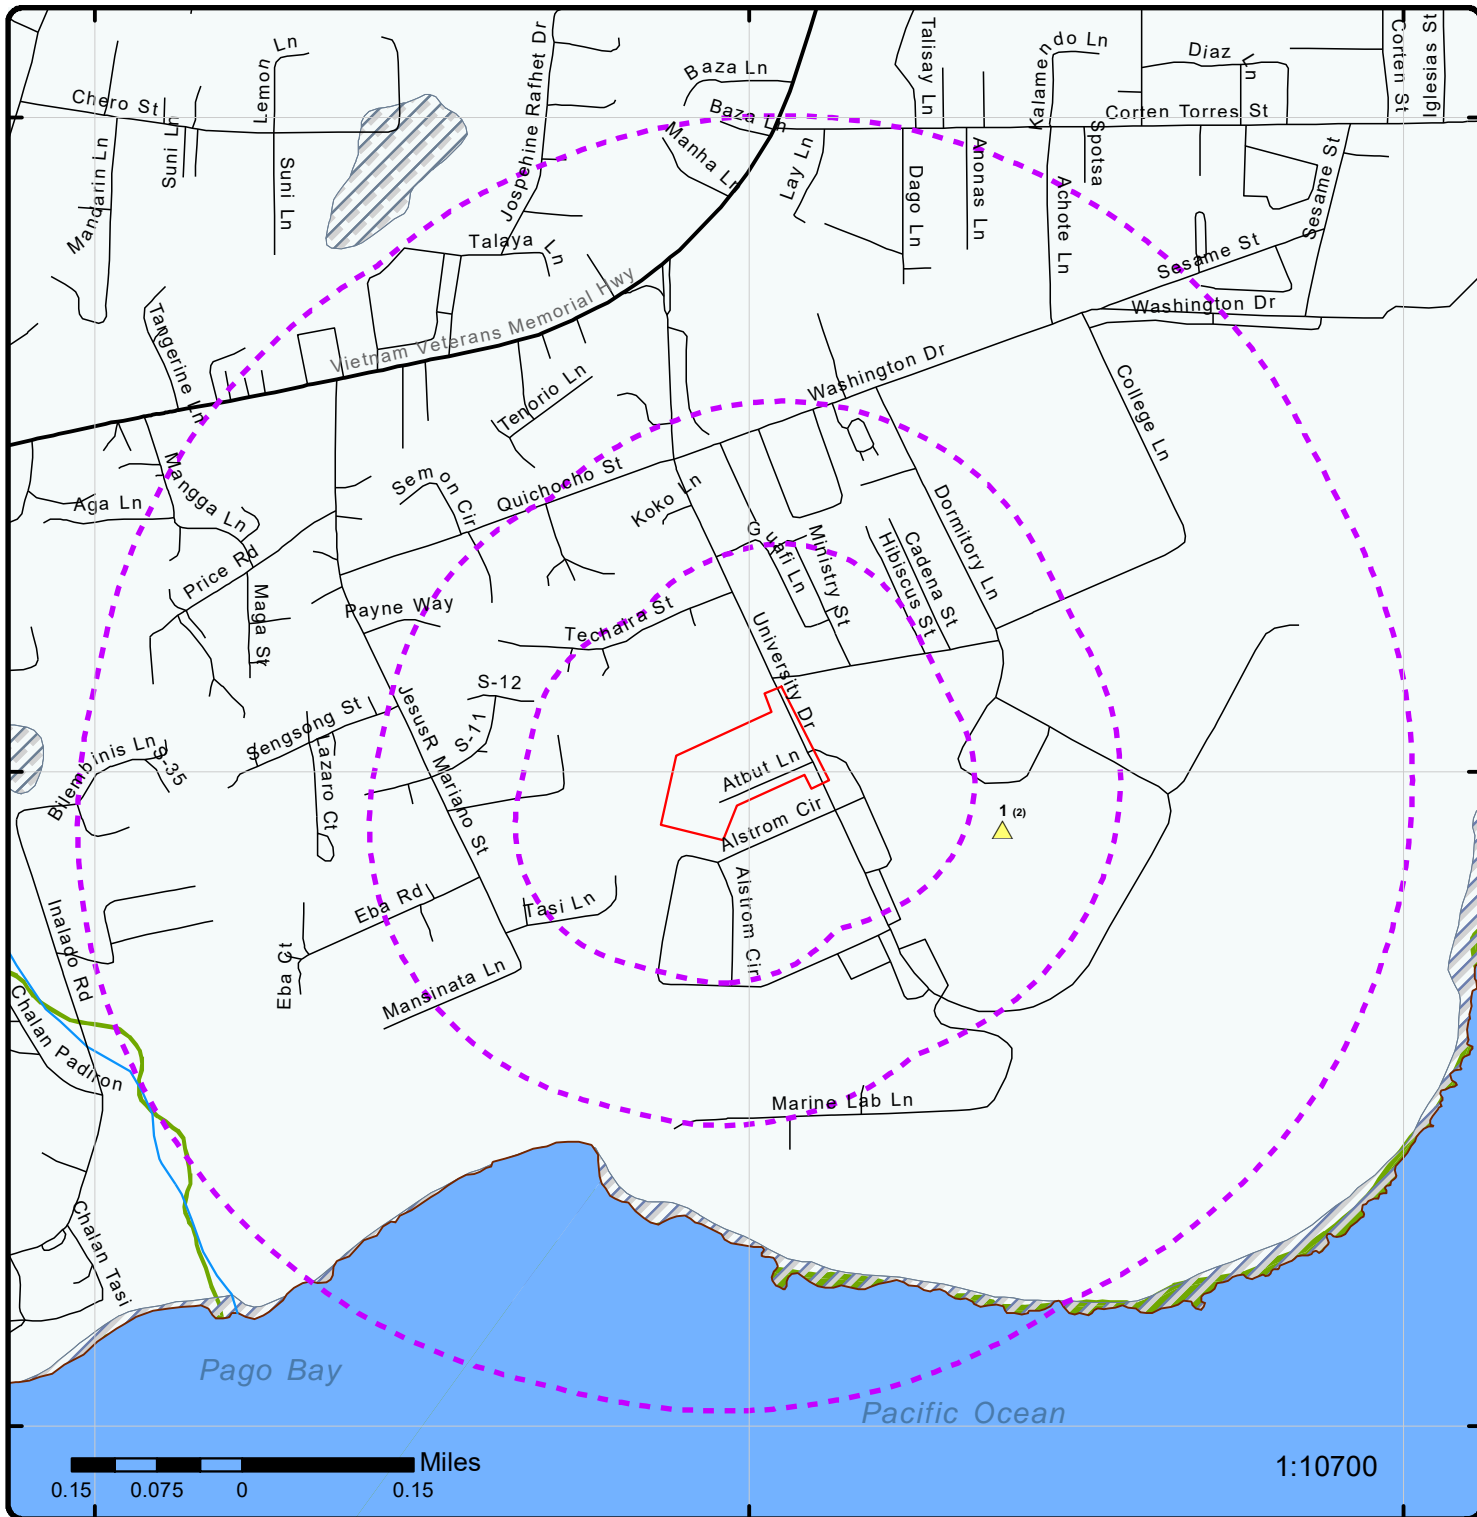 Chero St
Lemon Ln
Suni Ln
Suni Ln
Mandarin Ln
Jospehine Rafhet Dr
Baza Ln
Baza Ln
Manha Ln
Lay Ln
Talisay Ln
Kalamendo Ln
Diaz Ln
Corten St
Iglesias St
Corten Torres St
Spotsa
Dago Ln
Anonas Ln
Achote Ln
Sesame St
Sesame St
Talaya Ln
Vietnam Veterans Memorial Hwy
Tangerine Ln
Washington Dr
Washington Dr
College Ln
Tenorio Ln
Mangga Ln
Aga Ln
Semon Cir
Quichocho St
Koko Ln
Guafi Ln
Ministry St
Hibiscus St
Cadena St
Dormitory Ln
Price Rd
Maga St
Payne Way
Techaira St
University Dr
S-12
S-11
Jesus R Mariano St
Sengsong St
Lazaro Ct
Bilembinis Ln
S-35
Atbut Ln
Alstrom Cir
Alstrom Cir
1 (2)
Eba Rd
Eba Ct
Tasi Ln
Mansinata Ln
Inalado Rd
Chalan Padiron
Marine Lab Ln
Chalan Tasi
Pago Bay
Pacific Ocean
Miles
0.15 0.075 0 0.15
1:10700